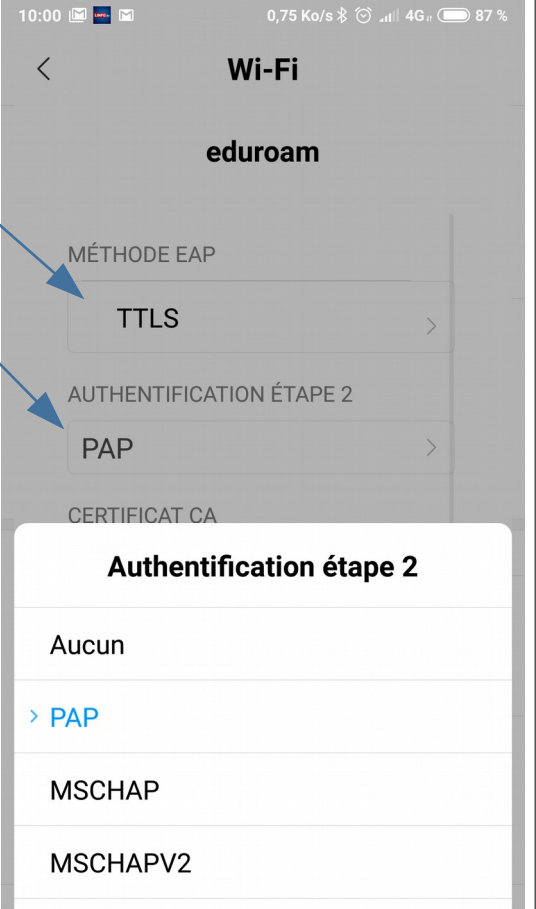 10:00 0,75 Ko/s 4G 87 %
Wi-Fi
eduroam
MÉTHODE EAP
TTLS
AUTHENTIFICATION ÉTAPE 2
PAP
CERTIFICAT CA
Authentification étape 2
Aucun
PAP
MSCHAP
MSCHAPV2